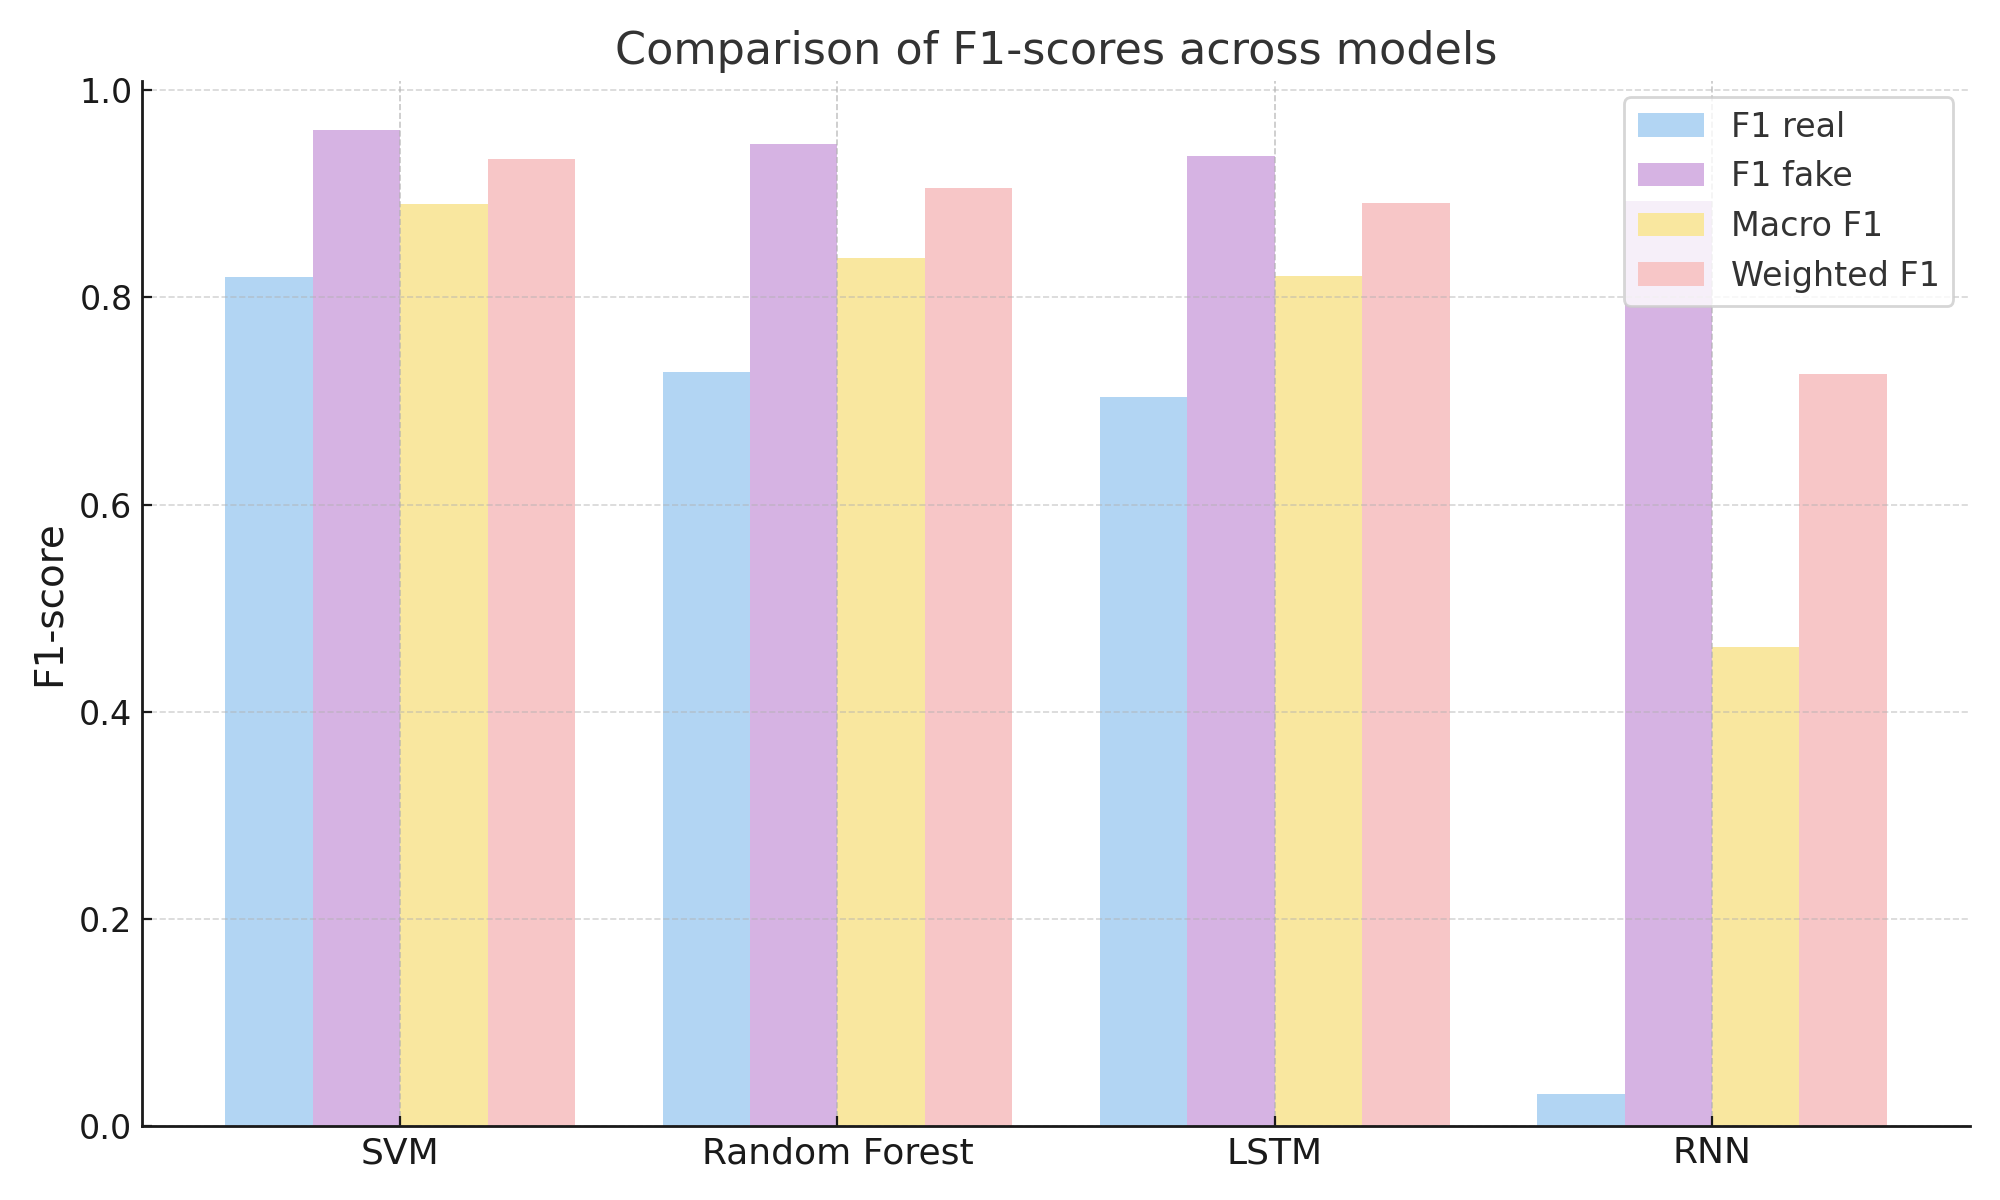 Comparison of F1-scores across models
F1-score
1.0
0.8
0.6
0.4
0.2
0.0
SVM
Random Forest
LSTM
RNN
F1 real
F1 fake
Macro F1
Weighted F1